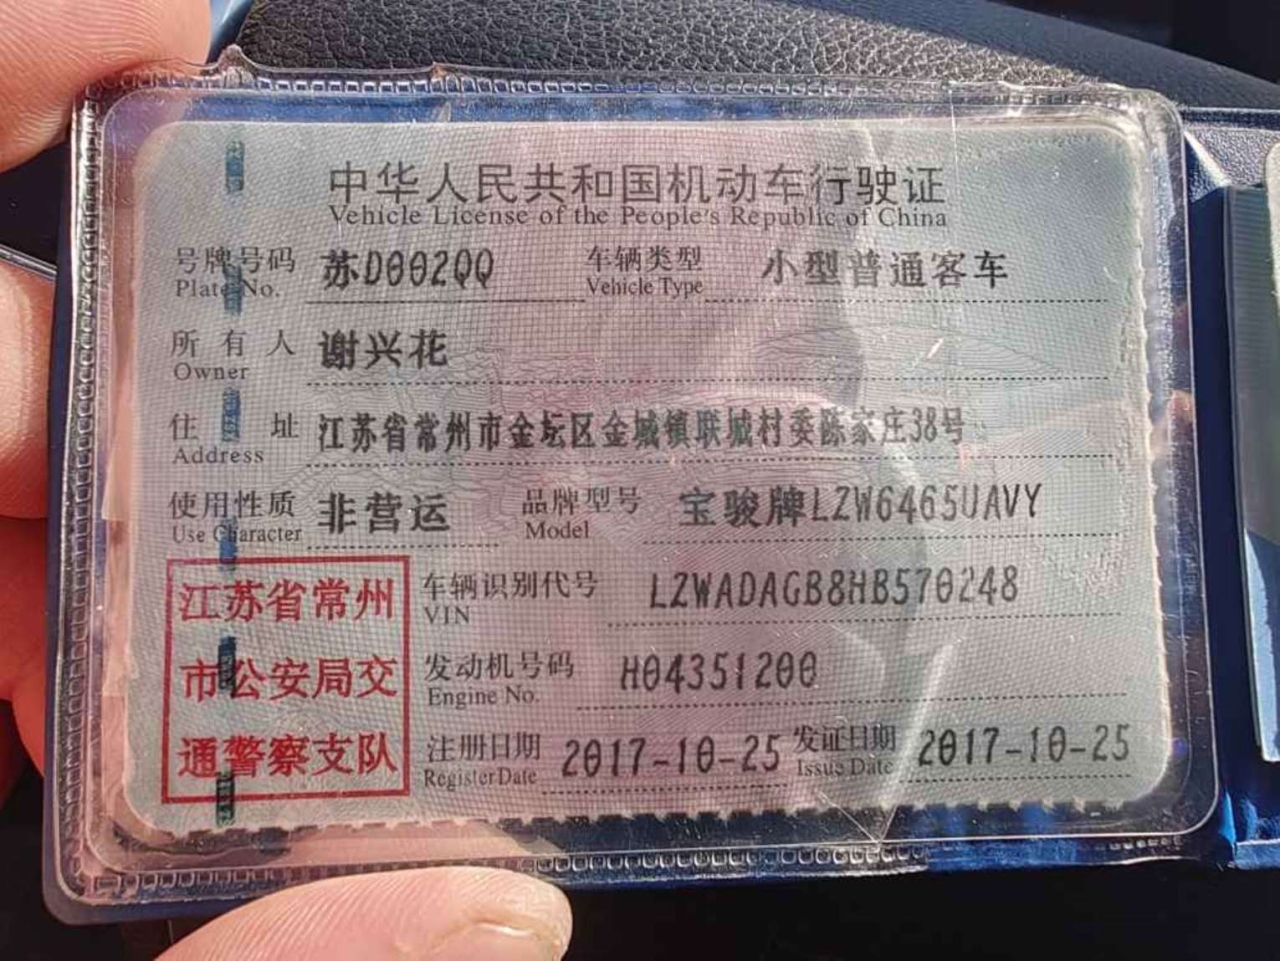 中华人民共和国机动车行驶证
Vehicle License of the People's Republic of China
号牌号码 苏D002QQ 车辆类型 小型普通客车
Plate No. Vehicle Type
所有人 谢兴花
Owner
住址 江苏省常州市金坛区金城镇联城村委陈家庄38号
Address
使用性质 非营运 品牌型号 宝骏牌LZW6465UAVY
Use Character Model
江苏省常州 车辆识别代号 LZWADAGB8HB570248
VIN
市公安局交 发动机号码 H04351200
Engine No.
通警察支队 注册日期 2017-10-25 发证日期 2017-10-25
Register Date Issue Date